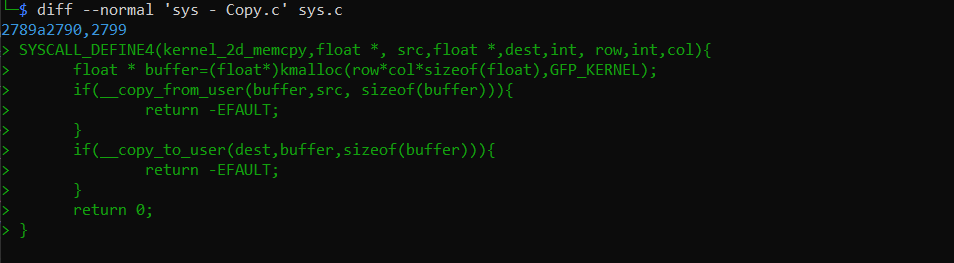 └─$ diff --normal 'sys - Copy.c' sys.c
2789a2790,2799
> SYSCALL_DEFINE4(kernel_2d_memcpy,float *, src,float *,dest,int, row,int,col){
>       float * buffer=(float*)kmalloc(row*col*sizeof(float),GFP_KERNEL);
>       if(__copy_from_user(buffer,src, sizeof(buffer))){
>               return -EFAULT;
>       }
>       if(__copy_to_user(dest,buffer,sizeof(buffer))){
>               return -EFAULT;
>       }
>       return 0;
> }